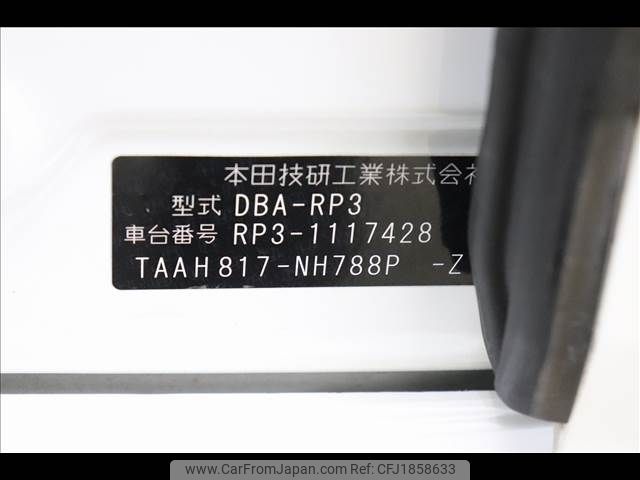 本田技研工業株式会社
型式 DBA-RP3
車台番号 RP3-1117428
TAAH817-NH788P -Z
www.CarFromJapan.com - CFJ1858633